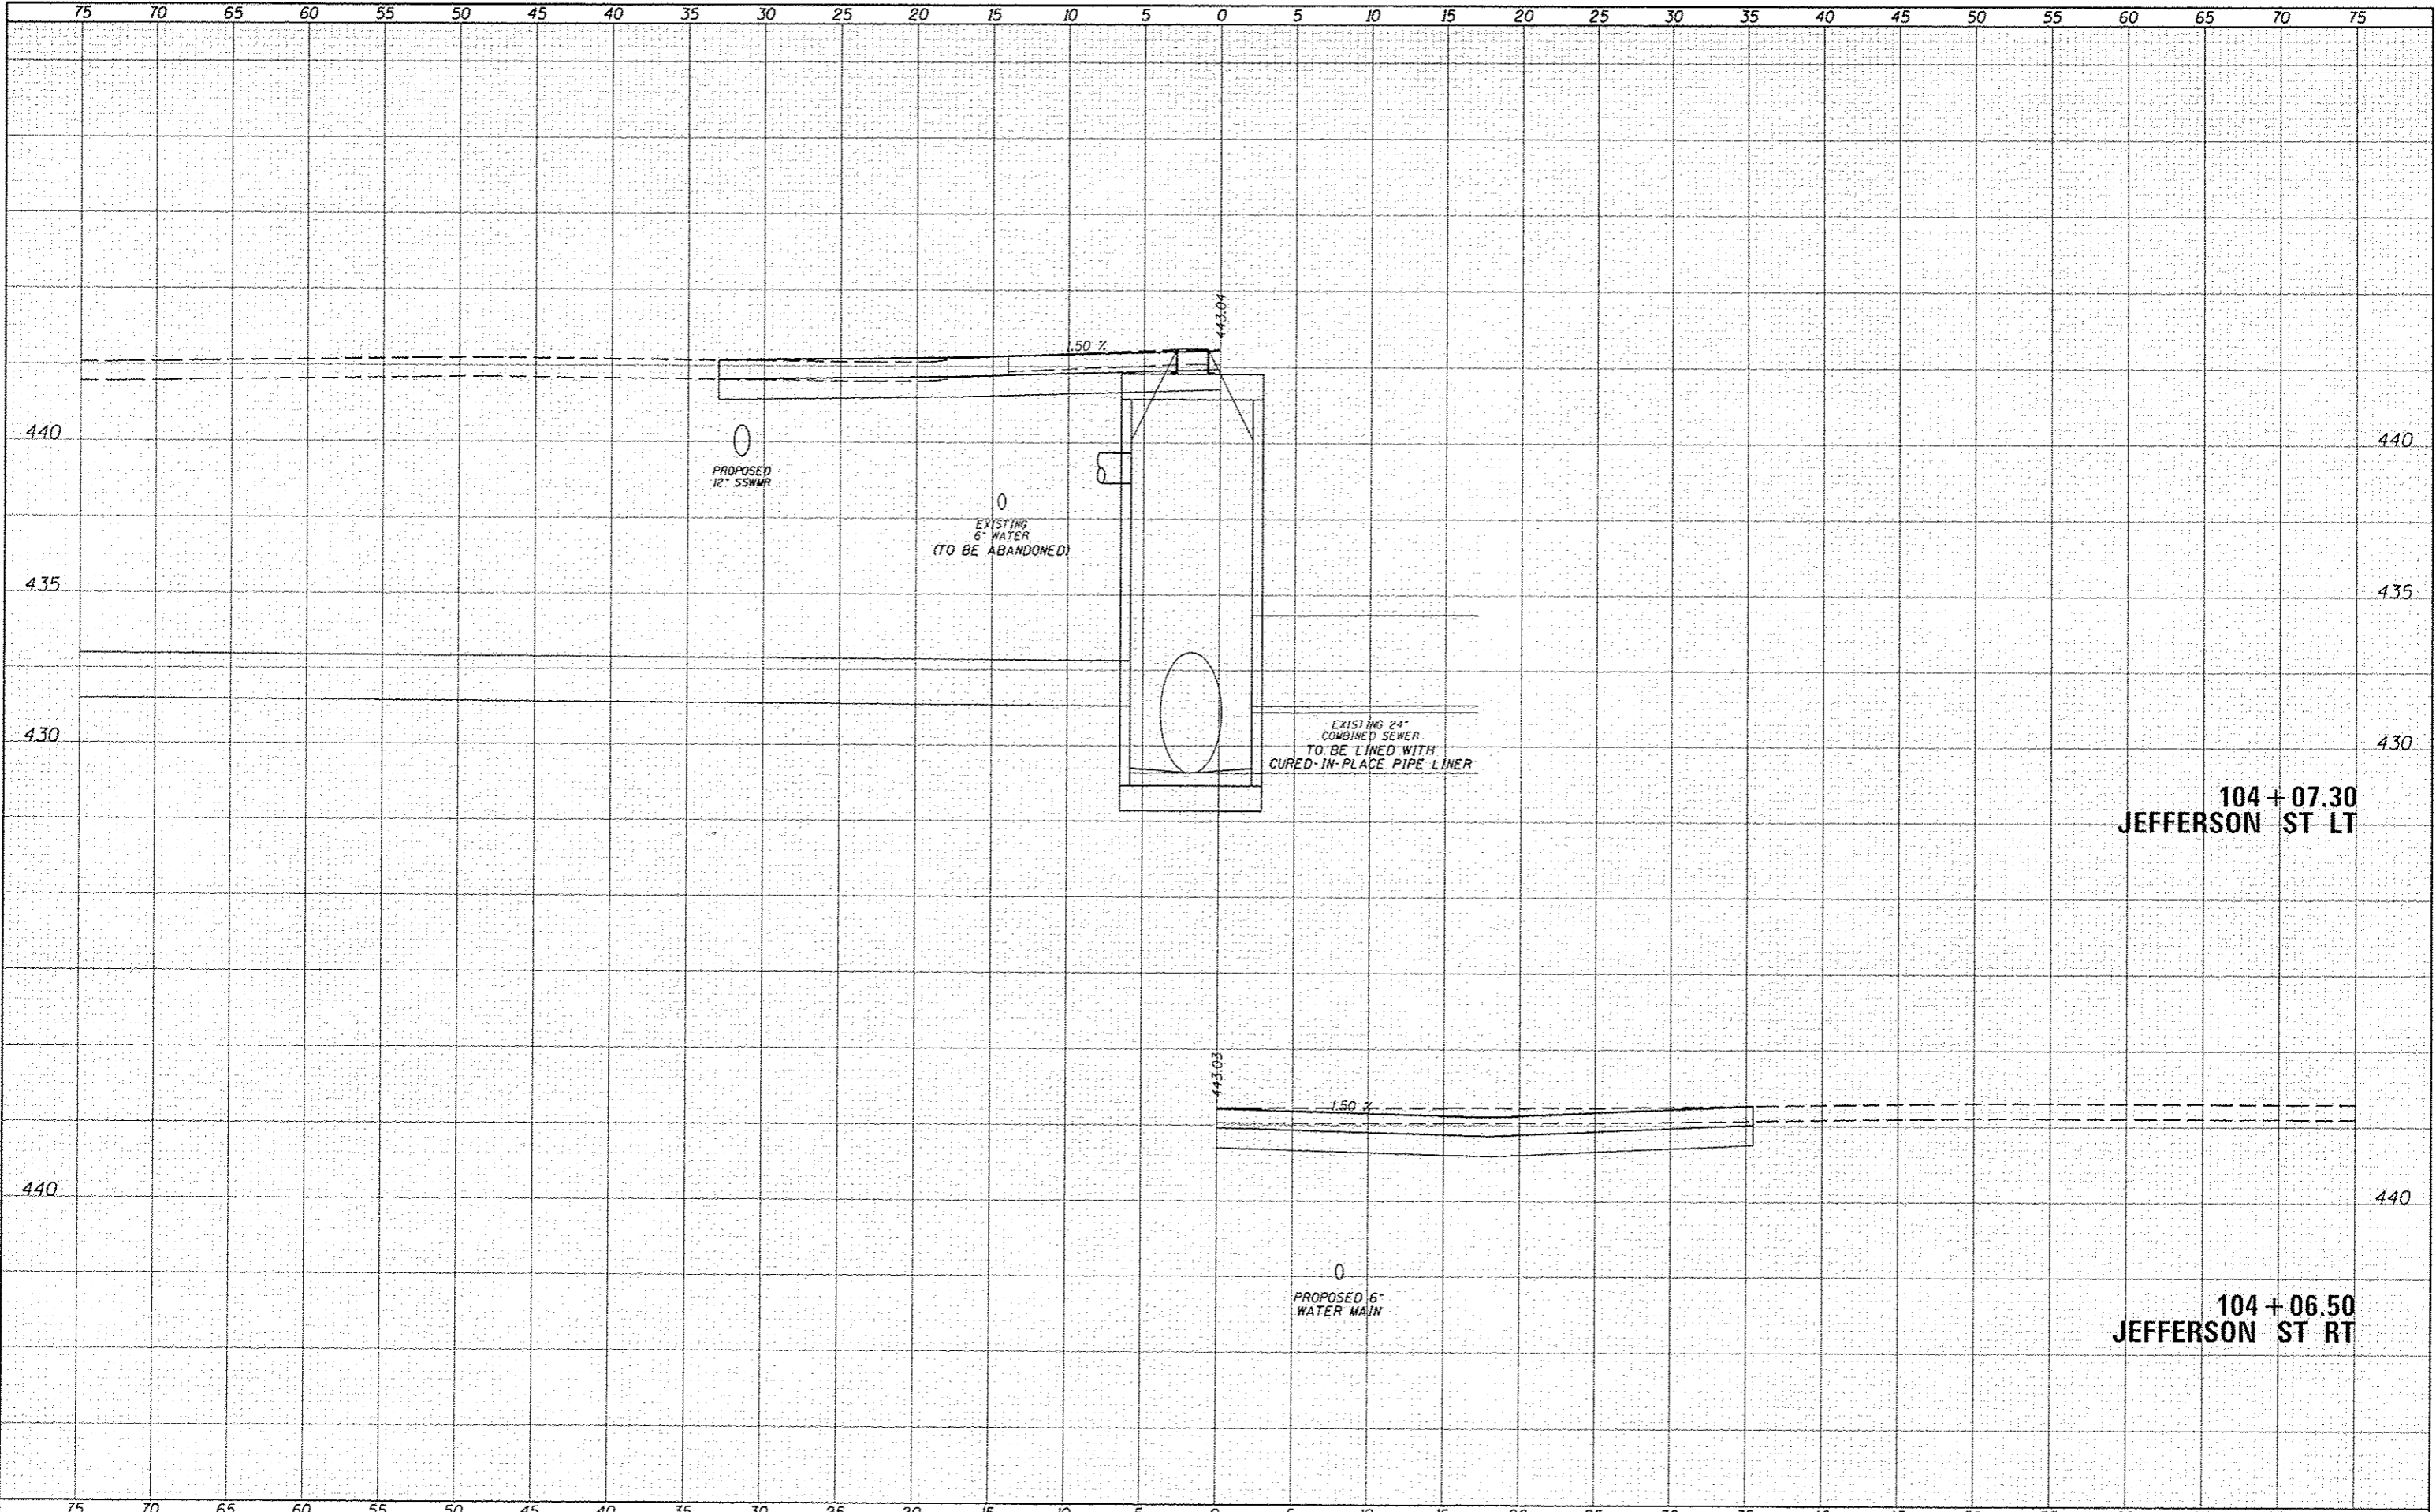 75 70 65 60 55 50 45 40 35 30 25 20 15 10 5 0 5 10 15 20 25 30 35 40 45 50 55 60 65 70 75
443.04
1.50 %
440 440
PROPOSED
12" SSWMR
EXISTING
6" WATER
(TO BE ABANDONED)
435 435
EXISTING 24"
COMBINED SEWER
TO BE LINED WITH
CURED-IN-PLACE PIPE LINER
430 430
104+07.30
JEFFERSON ST LT
443.03
1.50 %
440 440
PROPOSED 6"
WATER MAIN
104+06.50
JEFFERSON ST RT
75 70 65 60 55 50 45 40 35 30 25 20 15 10 5 0 5 10 15 20 25 30 35 40 45